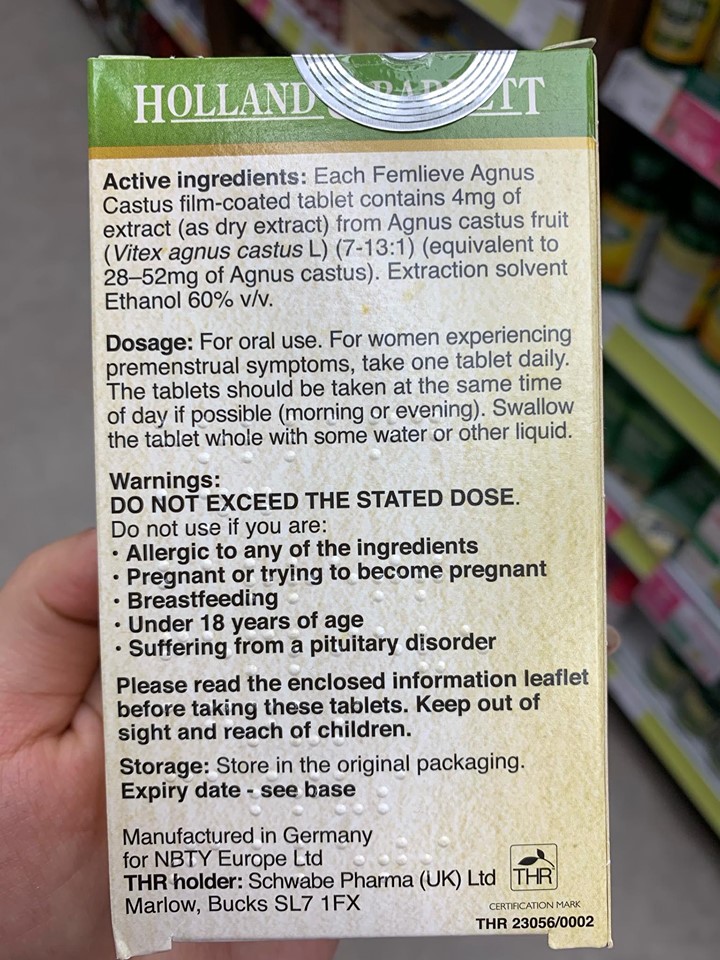 HOLLAND & BARRETT
Active ingredients: Each Femlieve Agnus
Castus film-coated tablet contains 4mg of
extract (as dry extract) from Agnus castus fruit
(Vitex agnus castus L) (7-13:1) (equivalent to
28–52mg of Agnus castus). Extraction solvent
Ethanol 60% v/v.
Dosage: For oral use. For women experiencing
premenstrual symptoms, take one tablet daily.
The tablets should be taken at the same time
of day if possible (morning or evening). Swallow
the tablet whole with some water or other liquid.
Warnings:
DO NOT EXCEED THE STATED DOSE.
Do not use if you are:
• Allergic to any of the ingredients
• Pregnant or trying to become pregnant
• Breastfeeding
• Under 18 years of age
• Suffering from a pituitary disorder
Please read the enclosed information leaflet
before taking these tablets. Keep out of
sight and reach of children.
Storage: Store in the original packaging.
Expiry date - see base
Manufactured in Germany
for NBTY Europe Ltd
THR holder: Schwabe Pharma (UK) Ltd
Marlow, Bucks SL7 1FX
THR
CERTIFICATION MARK
THR 23056/0002